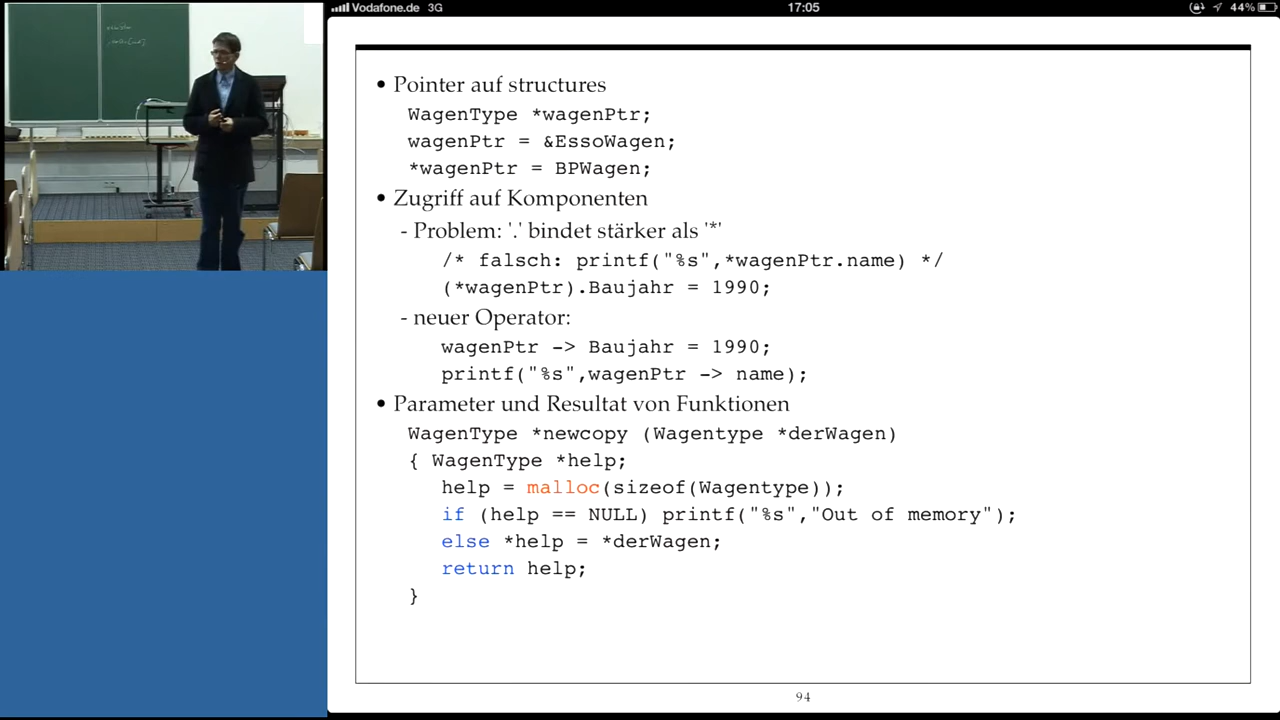 Vodafone.de 3G 17:05 44%
• Pointer auf structures
WagenType *wagenPtr;
wagenPtr = &EssoWagen;
*wagenPtr = BPWagen;
• Zugriff auf Komponenten
- Problem: '.' bindet stärker als '*'
/* falsch: printf("%s",*wagenPtr.name) */
(*wagenPtr).Baujahr = 1990;
- neuer Operator:
wagenPtr -> Baujahr = 1990;
printf("%s",wagenPtr -> name);
• Parameter und Resultat von Funktionen
WagenType *newcopy (Wagentype *derWagen)
{ WagenType *help;
help = malloc(sizeof(Wagentype));
if (help == NULL) printf("%s","Out of memory");
else *help = *derWagen;
return help;
}
94